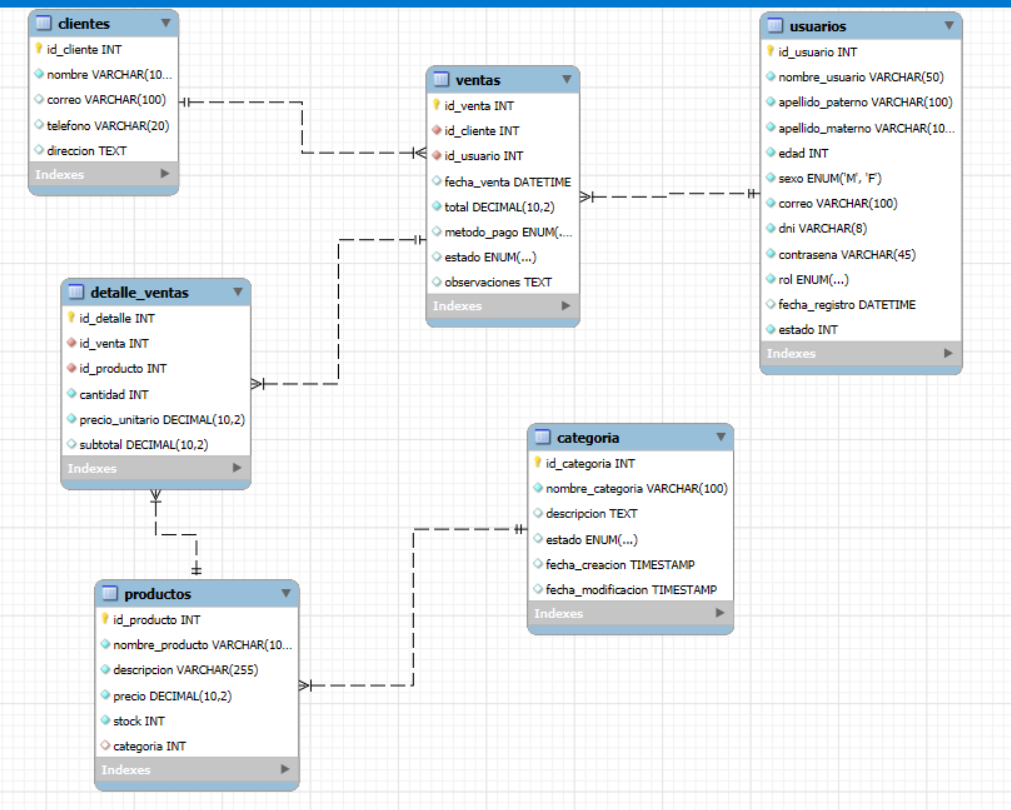 clientes
id_cliente INT
nombre VARCHAR(10...
correo VARCHAR(100)
telefono VARCHAR(20)
direccion TEXT
Indexes
ventas
id_venta INT
id_cliente INT
id_usuario INT
fecha_venta DATETIME
total DECIMAL(10,2)
metodo_pago ENUM(...
estado ENUM(...)
observaciones TEXT
Indexes
usuarios
id_usuario INT
nombre_usuario VARCHAR(50)
apellido_paterno VARCHAR(100)
apellido_materno VARCHAR(10...
edad INT
sexo ENUM('M', 'F')
correo VARCHAR(100)
dni VARCHAR(8)
contrasena VARCHAR(45)
rol ENUM(...)
fecha_registro DATETIME
estado INT
Indexes
detalle_ventas
id_detalle INT
id_venta INT
id_producto INT
cantidad INT
precio_unitario DECIMAL(10,2)
subtotal DECIMAL(10,2)
Indexes
categoria
id_categoria INT
nombre_categoria VARCHAR(100)
descripcion TEXT
estado ENUM(...)
fecha_creacion TIMESTAMP
fecha_modificacion TIMESTAMP
Indexes
productos
id_producto INT
nombre_producto VARCHAR(10...
descripcion VARCHAR(255)
precio DECIMAL(10,2)
stock INT
categoria INT
Indexes